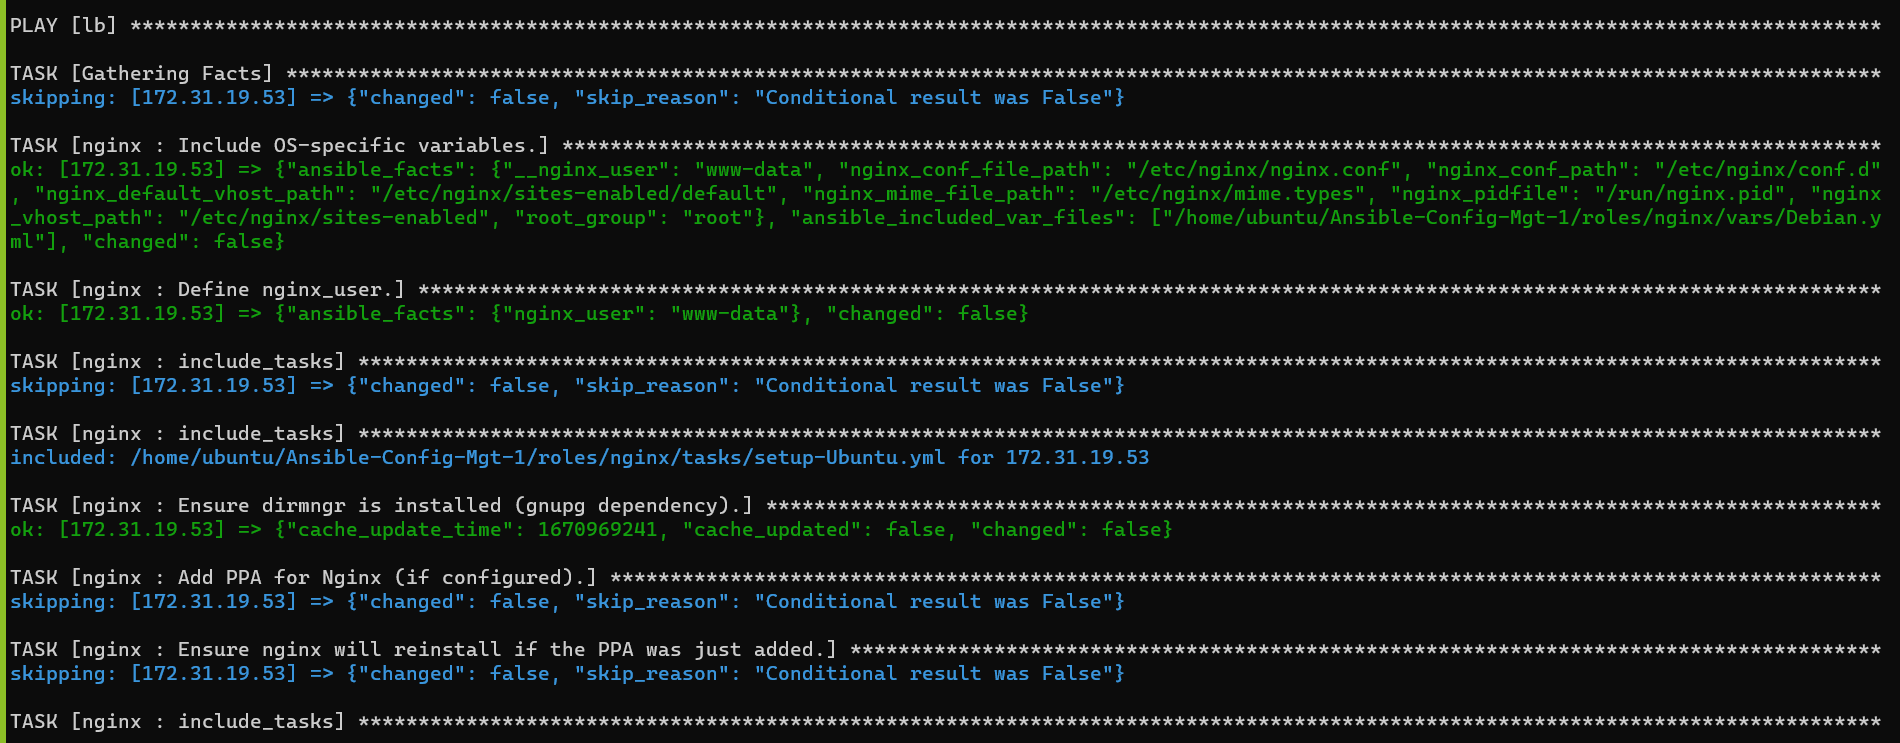 PLAY [lb] **************************************************************************************************************************************************
TASK [Gathering Facts] *************************************************************************************************************************************
skipping: [172.31.19.53] => {"changed": false, "skip_reason": "Conditional result was False"}
TASK [nginx : Include OS-specific variables.] **************************************************************************************************************
ok: [172.31.19.53] => {"ansible_facts": {"__nginx_user": "www-data", "nginx_conf_file_path": "/etc/nginx/nginx.conf", "nginx_conf_path": "/etc/nginx/conf.d"
, "nginx_default_vhost_path": "/etc/nginx/sites-enabled/default", "nginx_mime_file_path": "/etc/nginx/mime.types", "nginx_pidfile": "/run/nginx.pid", "nginx
_vhost_path": "/etc/nginx/sites-enabled", "root_group": "root"}, "ansible_included_var_files": ["/home/ubuntu/Ansible-Config-Mgt-1/roles/nginx/vars/Debian.y
ml"], "changed": false}
TASK [nginx : Define nginx_user.] **************************************************************************************************************************
ok: [172.31.19.53] => {"ansible_facts": {"nginx_user": "www-data"}, "changed": false}
TASK [nginx : include_tasks] *******************************************************************************************************************************
skipping: [172.31.19.53] => {"changed": false, "skip_reason": "Conditional result was False"}
TASK [nginx : include_tasks] *******************************************************************************************************************************
included: /home/ubuntu/Ansible-Config-Mgt-1/roles/nginx/tasks/setup-Ubuntu.yml for 172.31.19.53
TASK [nginx : Ensure dirmngr is installed (gnupg dependency).] *********************************************************************************************
ok: [172.31.19.53] => {"cache_update_time": 1670969241, "cache_updated": false, "changed": false}
TASK [nginx : Add PPA for Nginx (if configured).] **********************************************************************************************************
skipping: [172.31.19.53] => {"changed": false, "skip_reason": "Conditional result was False"}
TASK [nginx : Ensure nginx will reinstall if the PPA was just added.] **************************************************************************************
skipping: [172.31.19.53] => {"changed": false, "skip_reason": "Conditional result was False"}
TASK [nginx : include_tasks] *******************************************************************************************************************************